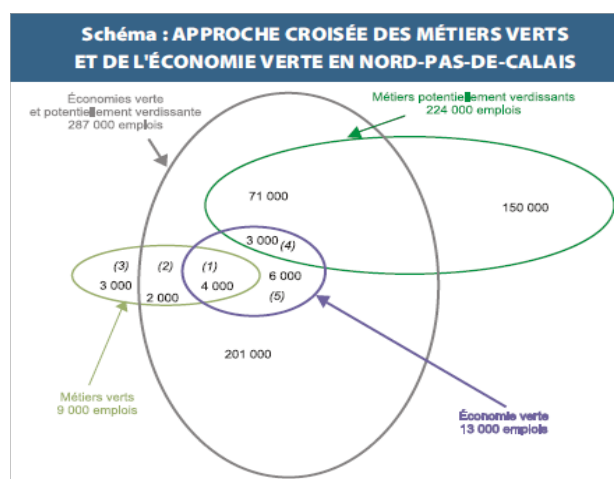 Schéma : APPROCHE CROISÉE DES MÉTIERS VERTS
ET DE L'ÉCONOMIE VERTE EN NORD-PAS-DE-CALAIS
Économies verte
et potentiellement verdissante
287 000 emplois
Métiers potentiellement verdissants
224 000 emplois
71 000
150 000
3 000 (4)
(3) (2) (1) 6 000
3 000 4 000
2 000 (5)
201 000
Métiers verts
9 000 emplois
Économie verte
13 000 emplois